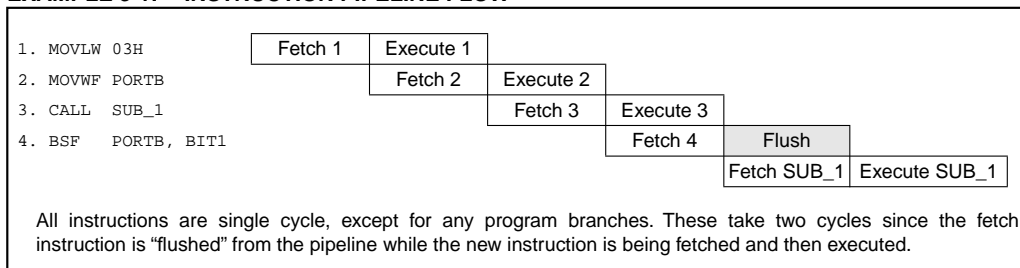 1. MOVLW 03H Fetch 1 Execute 1
2. MOVWF PORTB Fetch 2 Execute 2
3. CALL SUB_1 Fetch 3 Execute 3
4. BSF PORTB, BIT1 Fetch 4 Flush
Fetch SUB_1 Execute SUB_1
All instructions are single cycle, except for any program branches. These take two cycles since the fetch
instruction is “flushed” from the pipeline while the new instruction is being fetched and then executed.